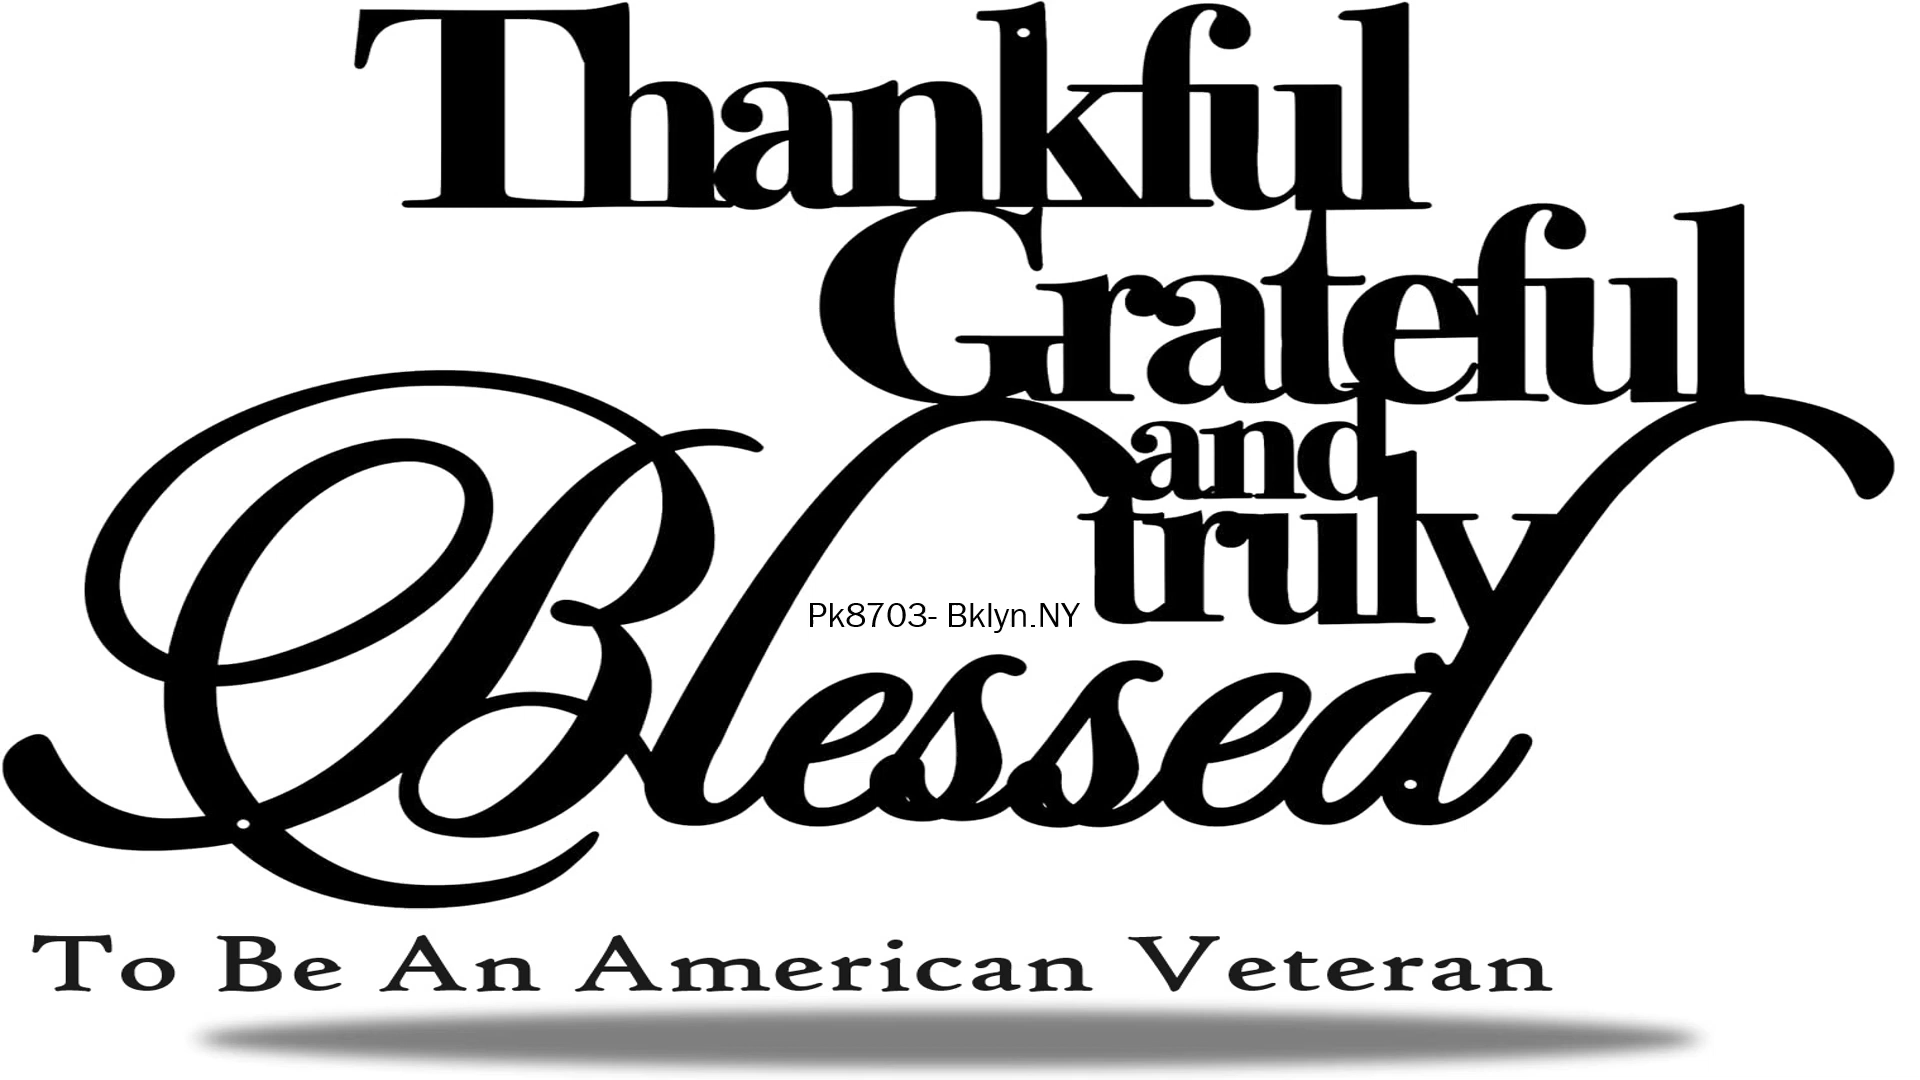 Thankful
Grateful
and
truly
Pk8703- Bklyn.NY
Blessed
To Be An American Veteran